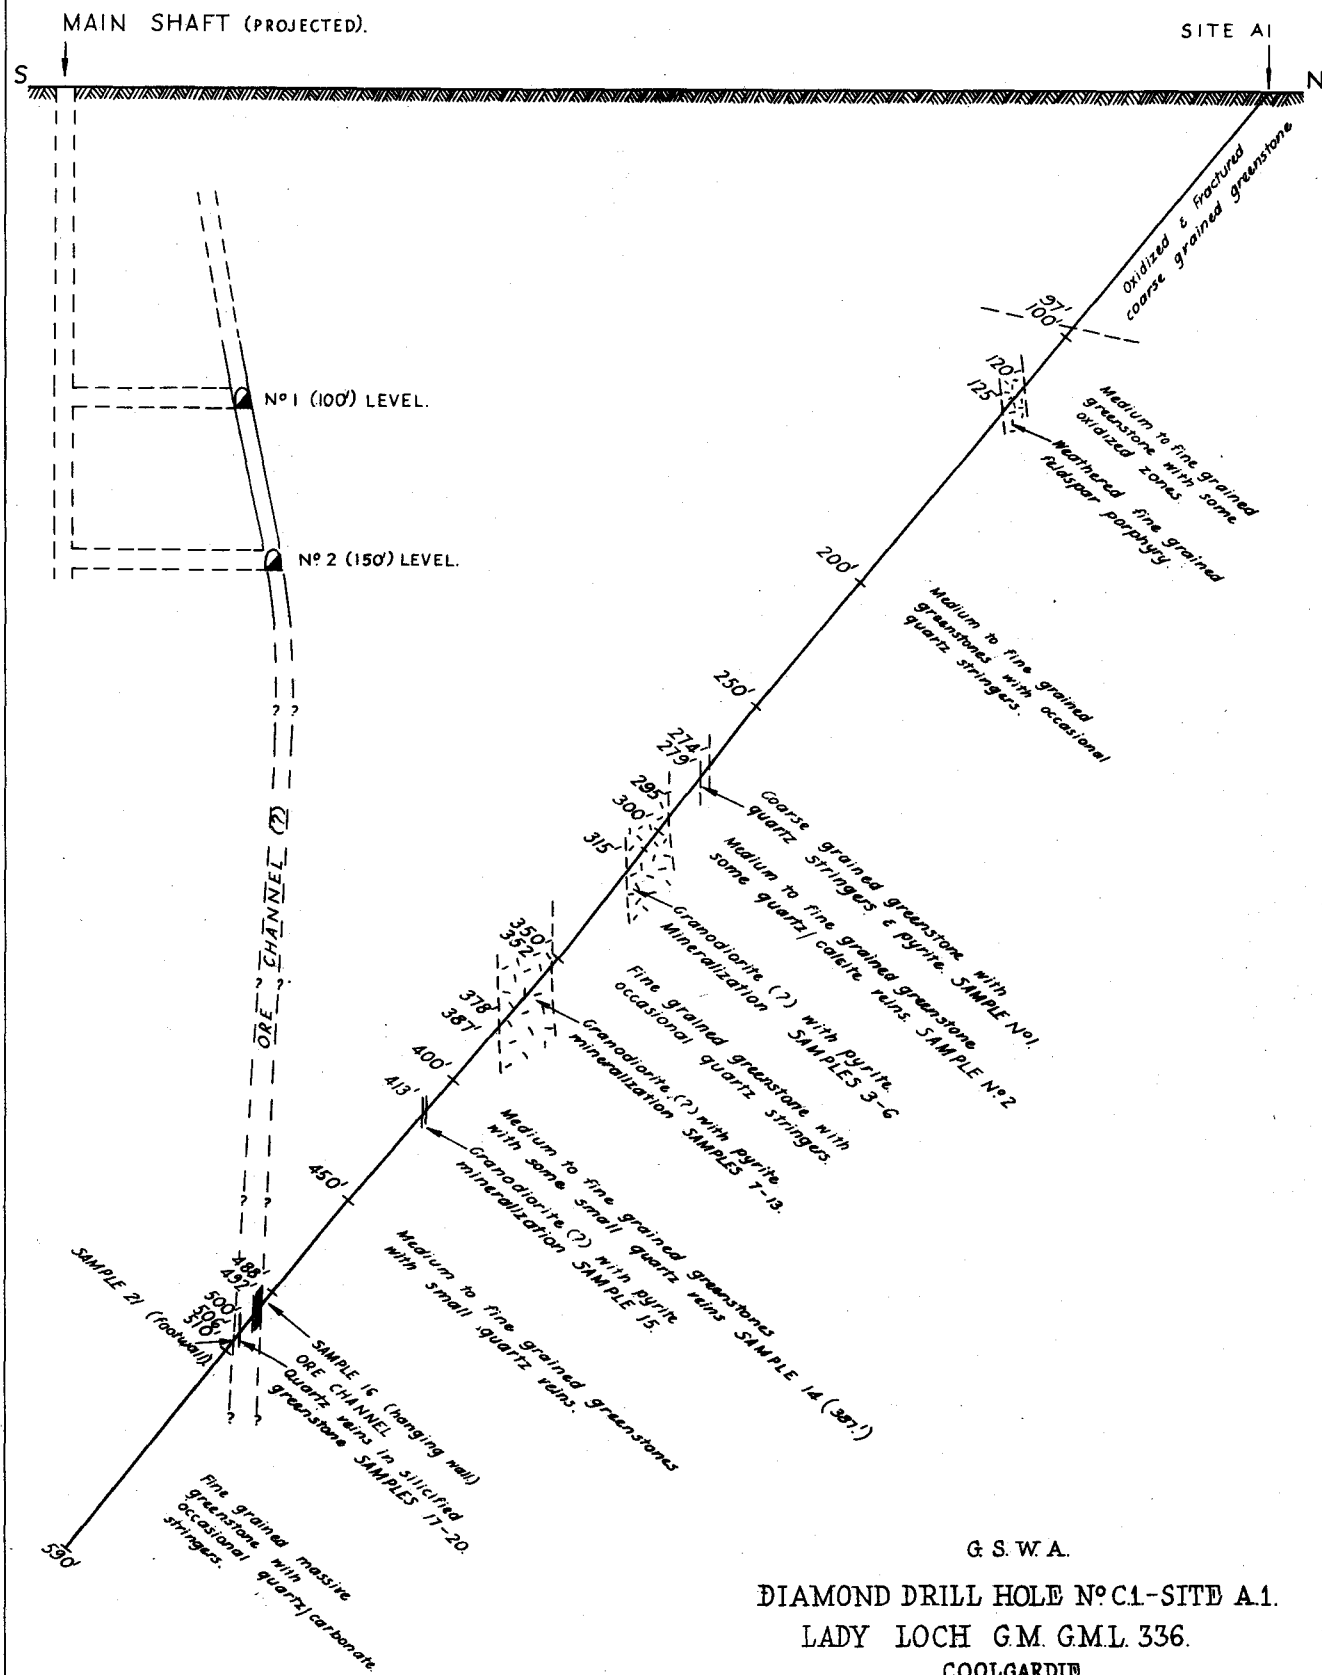 MAIN SHAFT (PROJECTED).
SITE A1
S
N
Oxidized & Fractured
coarse grained greenstone
97'
100'
120'
125'
Medium to fine grained
greenstone with some
oxidized zones.
Weathered fine grained
feldspar porphyry.
Nº 1 (100') LEVEL.
Nº 2 (150') LEVEL.
200'
Medium to fine grained
greenstones with occasional
quartz stringers.
250'
? ?
274'
279'
Coarse grained greenstone with
quartz stringers & pyrite. SAMPLE Nº1.
295'
300'
315'
Medium to fine grained greenstone
some quartz/calcite veins. SAMPLE Nº2
Granodiorite (?) with pyrite.
Mineralization SAMPLES 3-6
ORE CHANNEL (?)
? ?
350'
352'
Fine grained greenstone with
occasional quartz stringers.
378'
387'
Granodiorite (?) with pyrite
mineralization SAMPLES 7-13.
400'
413'
Medium to fine grained greenstones
with some small quartz veins SAMPLE 14 (387'.)
Granodiorite (?) with pyrite
mineralization SAMPLE 15.
450'
? ?
Medium to fine grained greenstones
with small quartz veins.
488'
492'
500'
506'
510'
SAMPLE 21 (footwall)
SAMPLE 16 (hanging wall)
ORE CHANNEL
Quartz veins in silicified
greenstone SAMPLES 17-20.
? ?
Fine grained massive
greenstone with
occasional quartz/carbonate
stringers.
590'
G. S. W. A.
DIAMOND DRILL HOLE Nº C.1-SITE A.1.
LADY LOCH G.M. G.M.L. 336.
COOLGARDIE